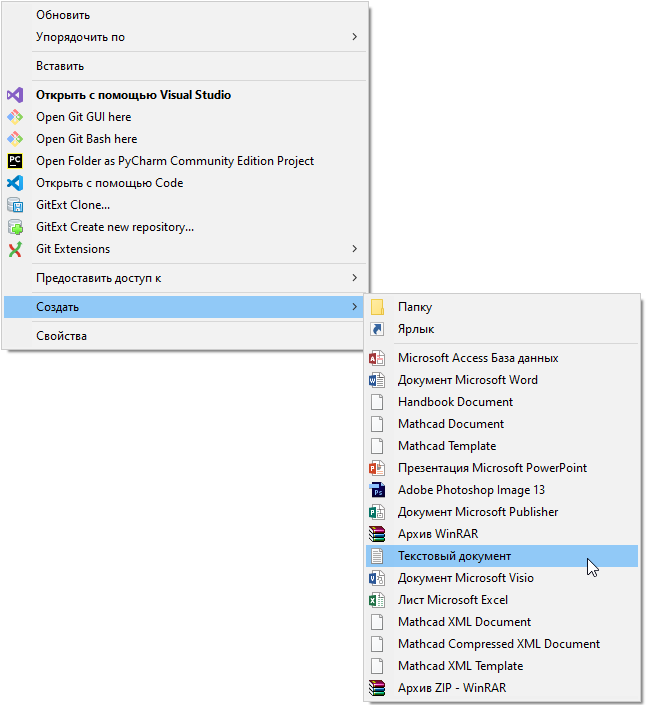 Обновить
Упорядочить по
Вставить
Открыть с помощью Visual Studio
Open Git GUI here
Open Git Bash here
PC
Open Folder as PyCharm Community Edition Project
Открыть с помощью Code
GitExt Clone...
GitExt Create new repository...
Git Extensions
Предоставить доступ к
Создать
Свойства
Папку
Ярлык
Microsoft Access База данных
Документ Microsoft Word
Handbook Document
Mathcad Document
Mathcad Template
Презентация Microsoft PowerPoint
Ps
Adobe Photoshop Image 13
Документ Microsoft Publisher
Архив WinRAR
Текстовый документ
Документ Microsoft Visio
Лист Microsoft Excel
Mathcad XML Document
Mathcad Compressed XML Document
Mathcad XML Template
Архив ZIP - WinRAR